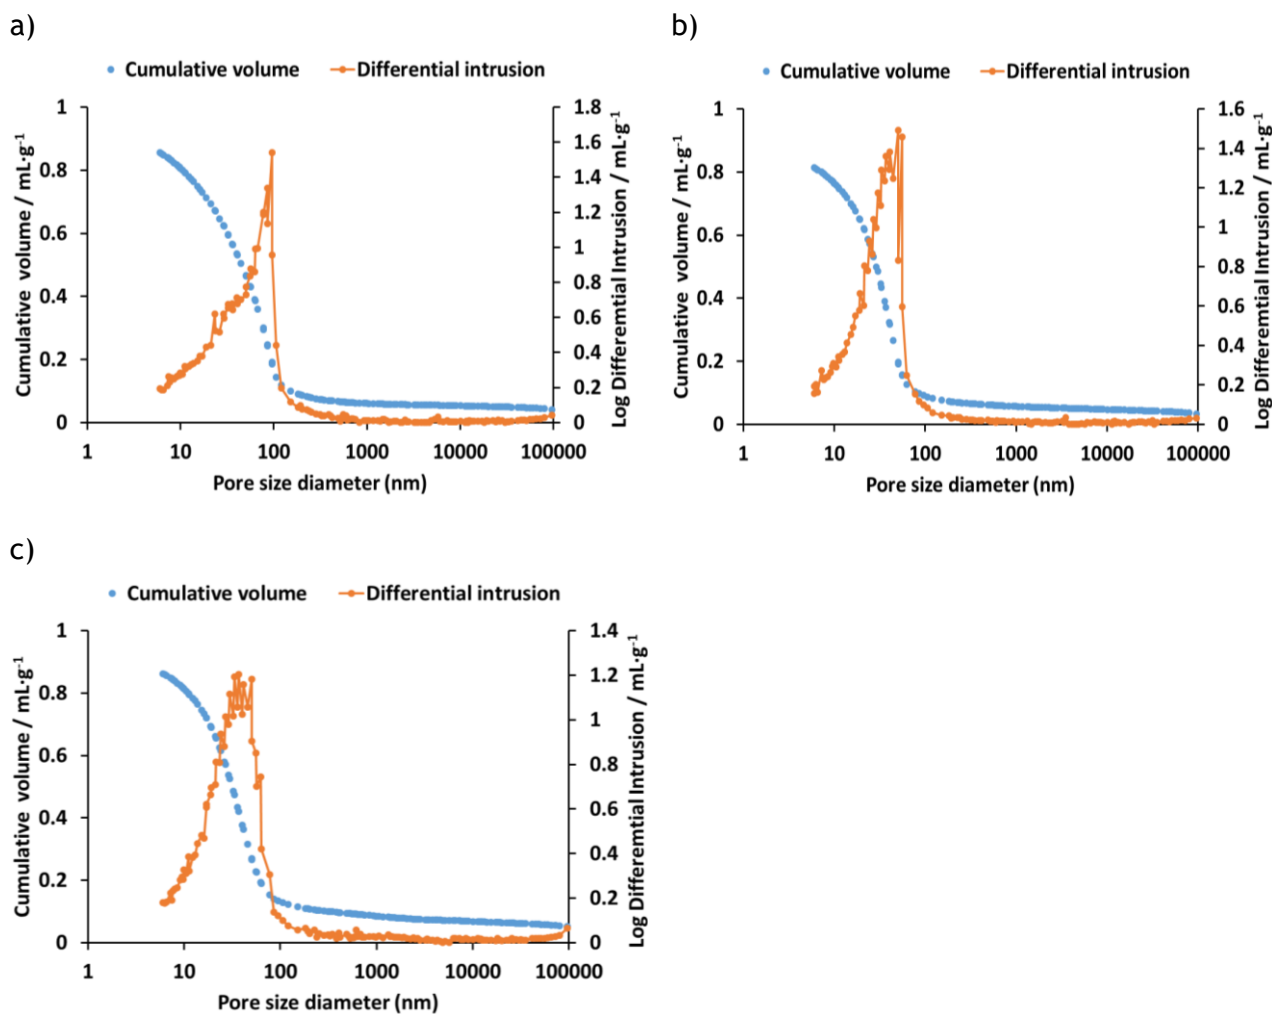 a)
Cumulative volume
Differential intrusion
1
0.8
0.6
0.4
0.2
0
Cumulative volume / mL·g-1
1.8
1.6
1.4
1.2
1
0.8
0.6
0.4
0.2
0
Log Differemtial Intrusion / mL·g-1
1 10 100 1000 10000 100000
Pore size diameter (nm)
b)
Cumulative volume
Differential intrusion
1
0.8
0.6
0.4
0.2
0
Cumulative volume / mL·g-1
1.6
1.4
1.2
1
0.8
0.6
0.4
0.2
0
Log Differemtial Intrusion / mL·g-1
1 10 100 1000 10000 100000
Pore size diameter (nm)
c)
Cumulative volume
Differential intrusion
1
0.8
0.6
0.4
0.2
0
Cumulative volume / mL·g-1
1.4
1.2
1
0.8
0.6
0.4
0.2
0
Log Differemtial Intrusion / mL·g-1
1 10 100 1000 10000 100000
Pore size diameter (nm)